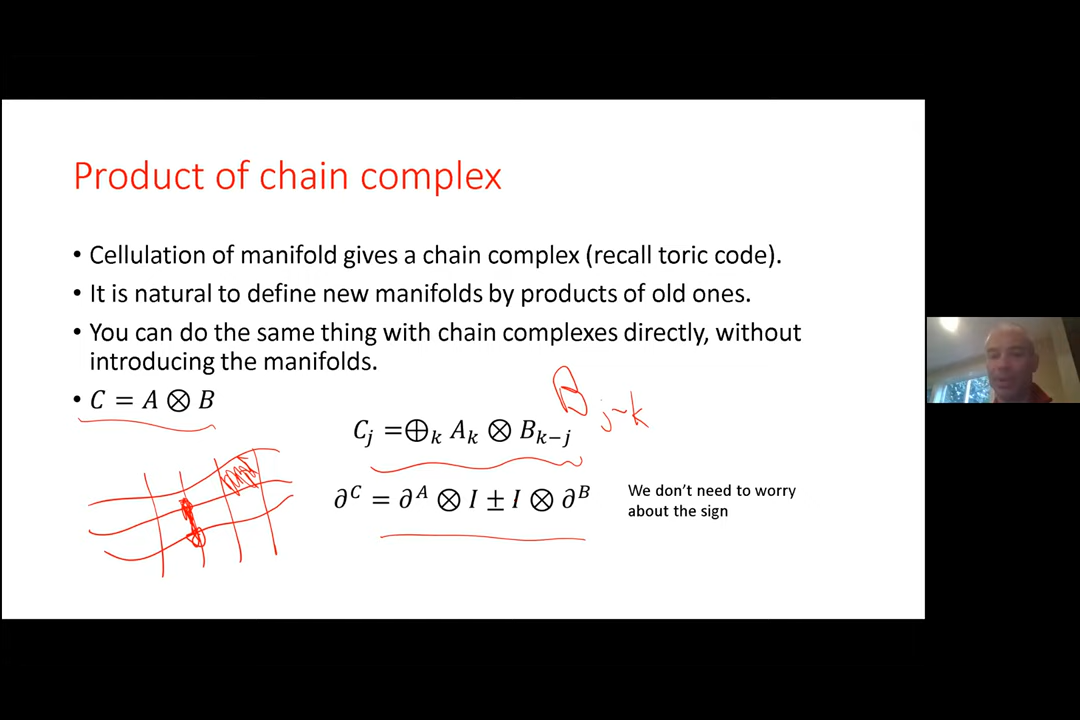 Product of chain complex
• Cellulation of manifold gives a chain complex (recall toric code).
• It is natural to define new manifolds by products of old ones.
• You can do the same thing with chain complexes directly, without
introducing the manifolds.
• C = A ⊗ B
B j-k
C_j =⊕_k A_k ⊗ B_{k−j}
∂^C = ∂^A ⊗ I ± I ⊗ ∂^B
We don't need to worry
about the sign